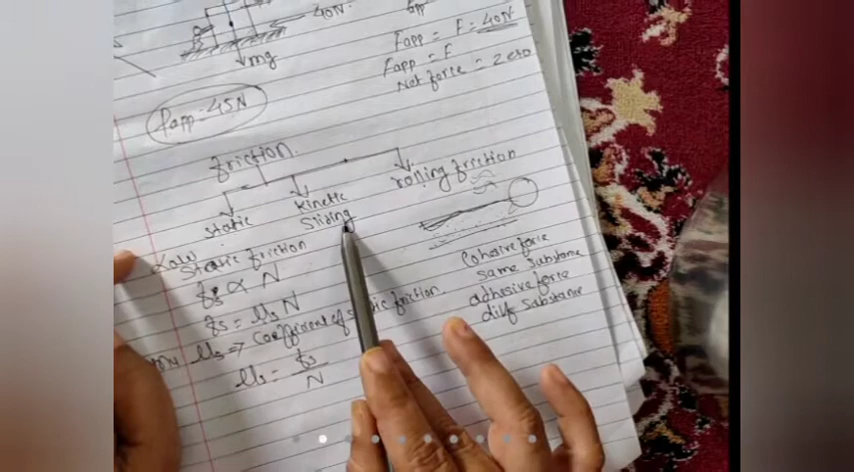 40N
mg
Fapp = F = 40N
Fapp = F
Net force = Zero
Fapp = 45N
friction
static
kinetic
Sliding
rolling friction
Law
Static friction
fs ∝ N
fs = μs N
μs => Coefficient of static friction
μs = fs
N
Cohesive force
same substance
adhesive force
diff substance